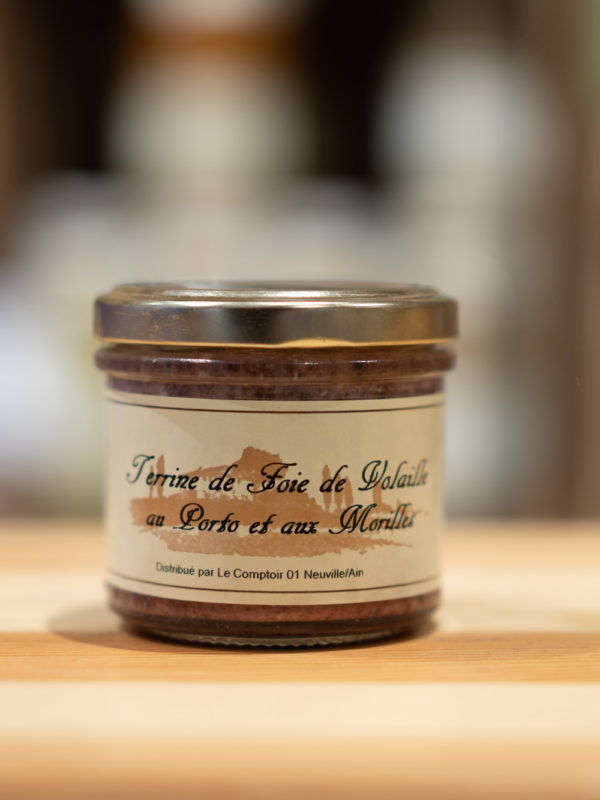 Terrine de Foie de Volaille
au Porto et aux Morilles
Distribué par Le Comptoir 01 Neuville/Ain